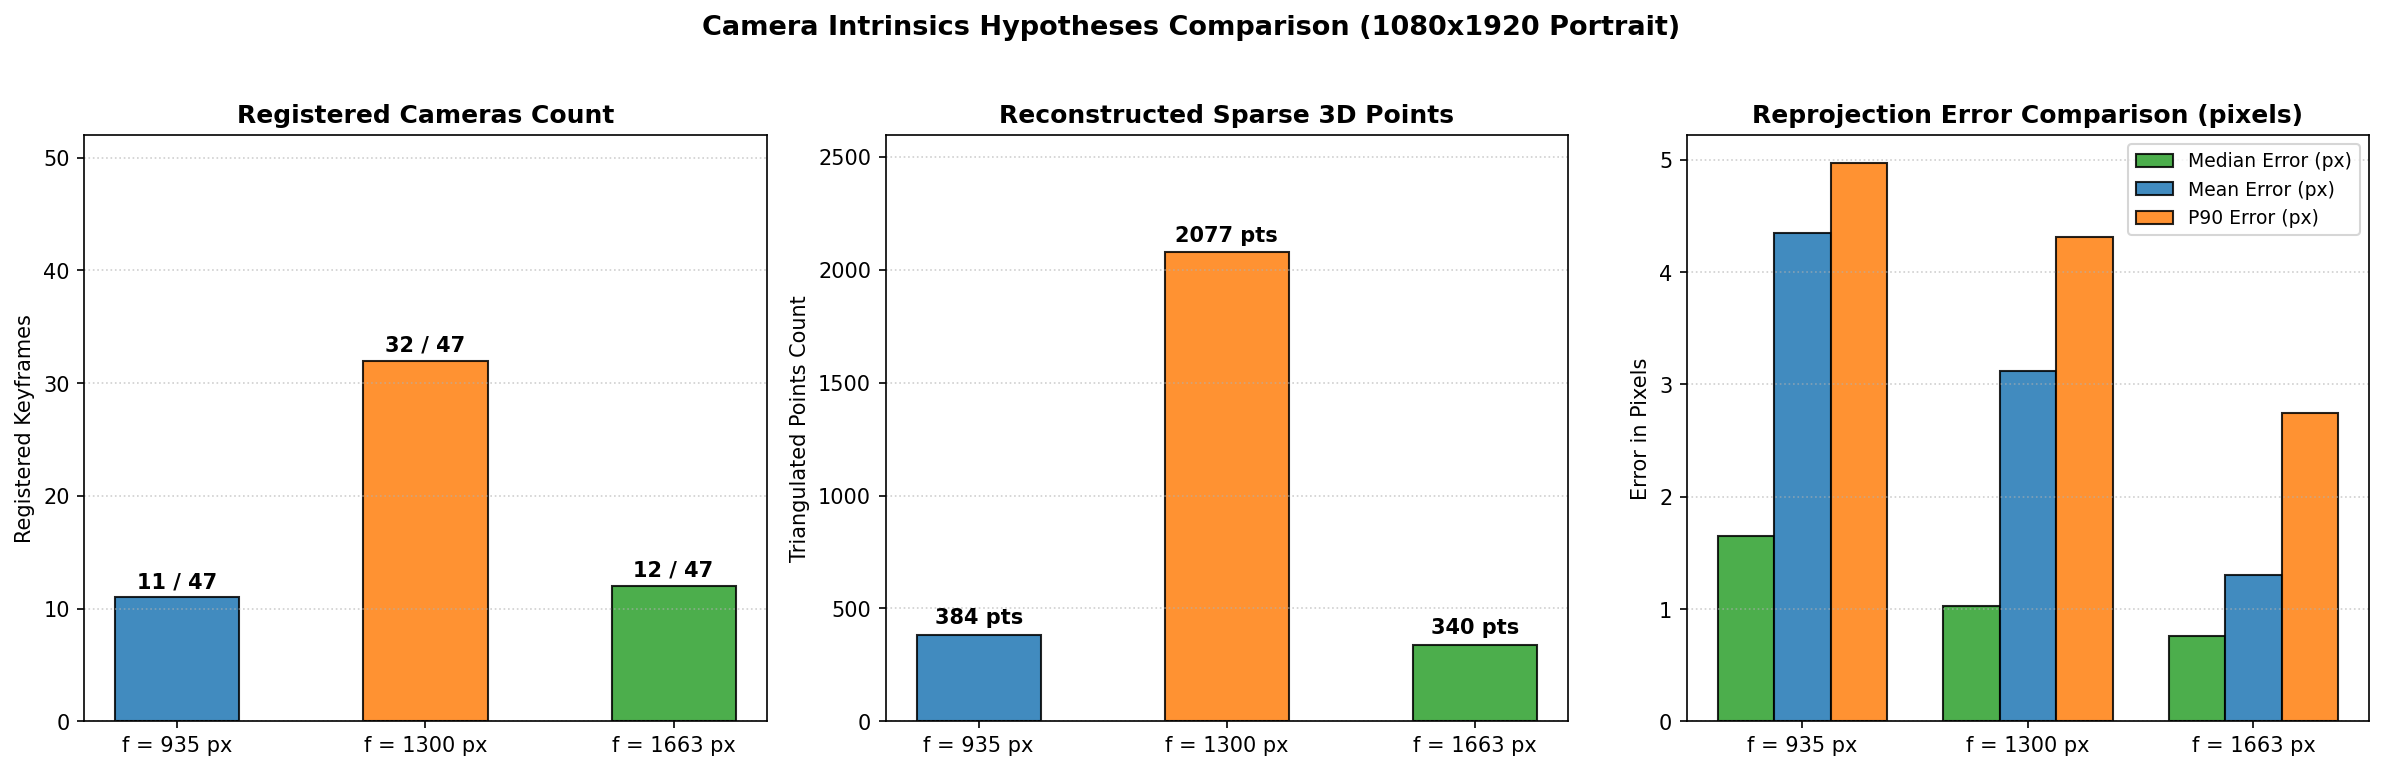 Camera Intrinsics Hypotheses Comparison (1080x1920 Portrait)
Registered Cameras Count
Registered Keyframes
50
40
30
20
10
0
11 / 47
32 / 47
12 / 47
f = 935 px
f = 1300 px
f = 1663 px
Reconstructed Sparse 3D Points
Triangulated Points Count
2500
2000
1500
1000
500
0
384 pts
2077 pts
340 pts
f = 935 px
f = 1300 px
f = 1663 px
Reprojection Error Comparison (pixels)
Error in Pixels
5
4
3
2
1
0
Median Error (px)
Mean Error (px)
P90 Error (px)
f = 935 px
f = 1300 px
f = 1663 px